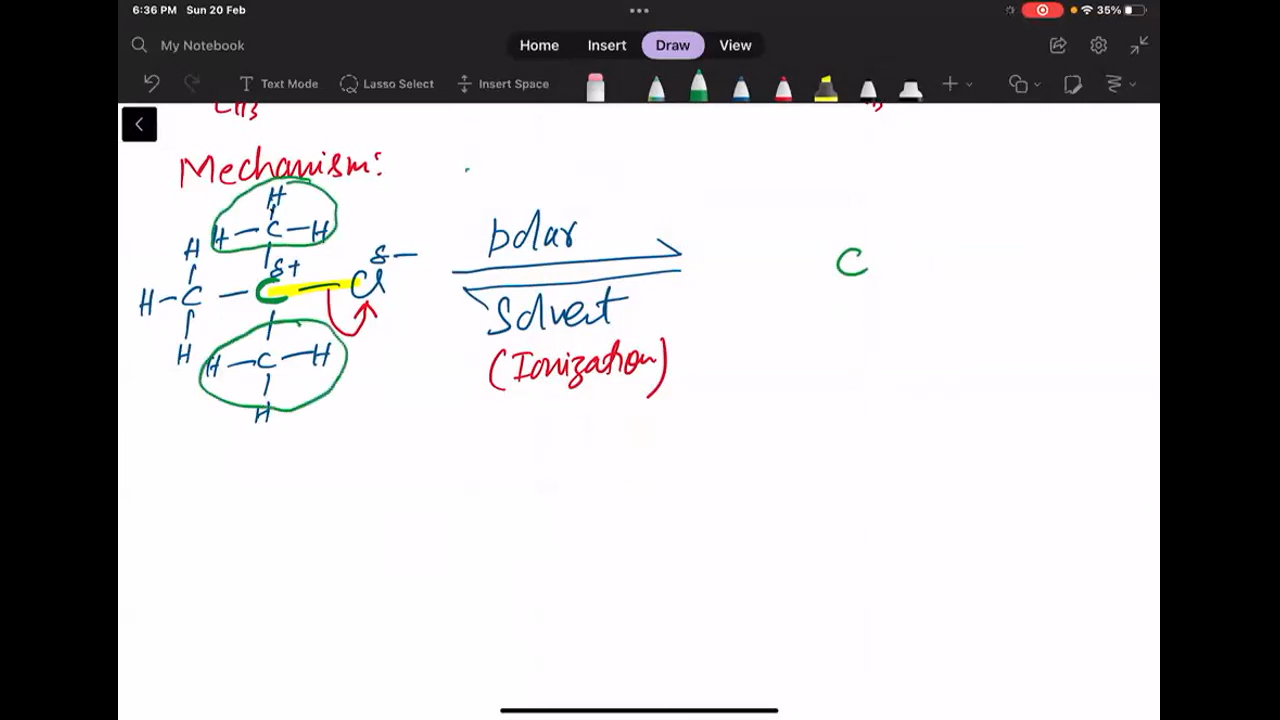 6:36 PM Sun 20 Feb
35%
My Notebook
Home Insert Draw View
Text Mode Lasso Select Insert Space
CH3
Mechanism:
H
H—C—H
H
δ+ δ—
H—C—C—Cl
H
H—C—H
H
polar
Solvent
(Ionization)
C